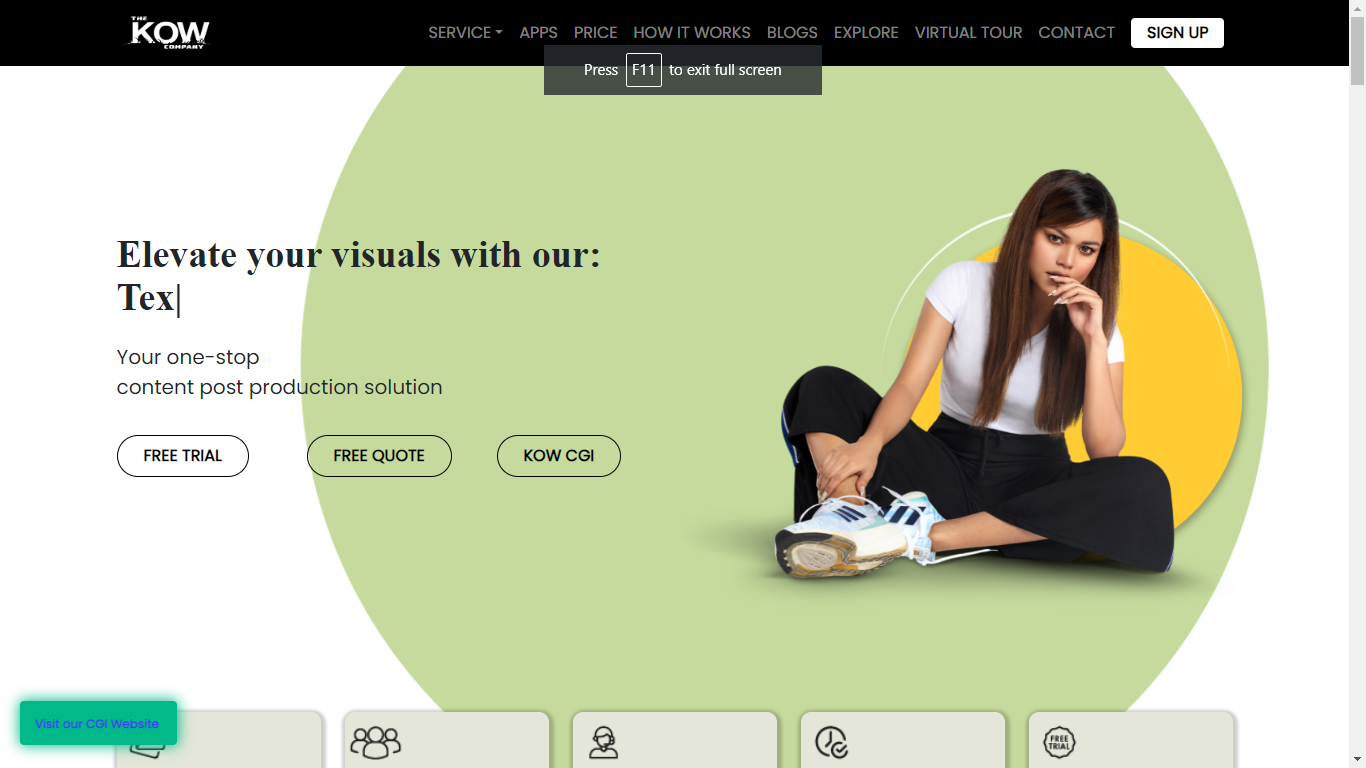 THE
KOW
COMPANY
SERVICE
APPS
PRICE
HOW IT WORKS
BLOGS
EXPLORE
VIRTUAL TOUR
CONTACT
SIGN UP
Press F11 to exit full screen
Elevate your visuals with our:
Tex|
Your one-stop
content post production solution
FREE TRIAL
FREE QUOTE
KOW CGI
Visit our CGI Website
FREE
TRIAL